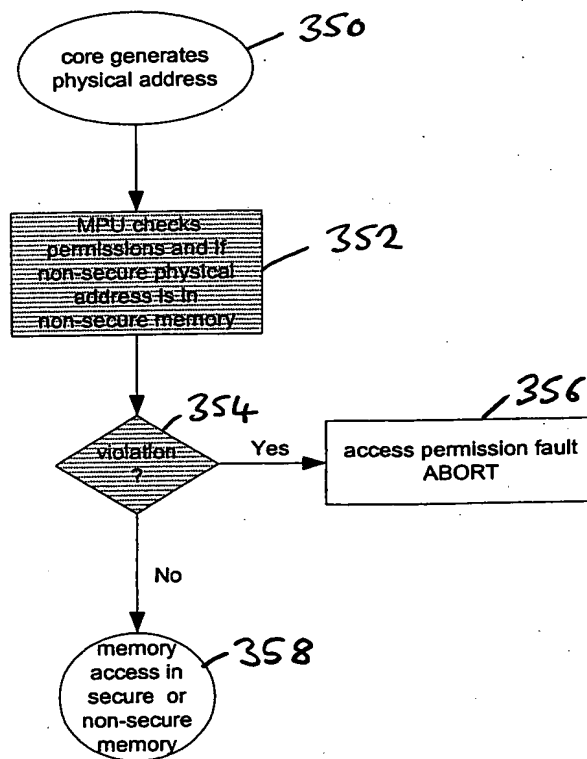 core generates
physical address
350
MPU checks
permissions and if
non-secure physical
address is in
non-secure memory
352
354
violation
?
Yes
356
access permission fault
ABORT
No
memory
access in
secure or
non-secure
memory
358